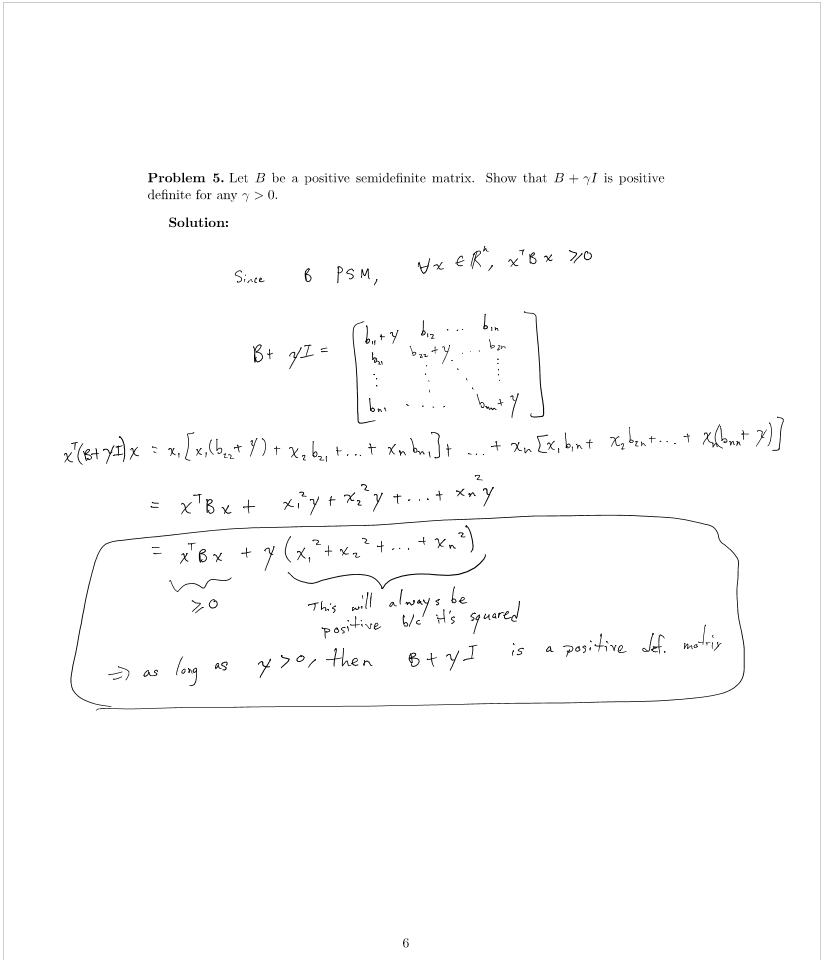 Problem 5. Let B be a positive semidefinite matrix. Show that B + γI is positive
definite for any γ > 0.
Solution:
Since B PSM, ∀x ∈ ℝⁿ, xᵀBx ≥ 0
B + γI = [b₁₁+γ b₁₂ ... b₁ₙ
b₂₁ b₂₂+γ ... b₂ₙ
⋮ ⋮ ⋱ ⋮
bₙ₁ ... bₙₙ+γ]
xᵀ(B+γI)x = x₁[x₁(b₂₂+γ) + x₂b₂₁ + ... + xₙbₙ₁] + ... + xₙ[x₁b₁ₙ + x₂b₂ₙ + ... + xₙ(bₙₙ+γ)]
= xᵀBx + x₁²γ + x₂²γ + ... + xₙ²γ
= xᵀBx + γ(x₁² + x₂² + ... + xₙ²)
≥ 0 This will always be
positive b/c it's squared
⇒ as long as γ > 0, then B + γI is a positive def. matrix
6